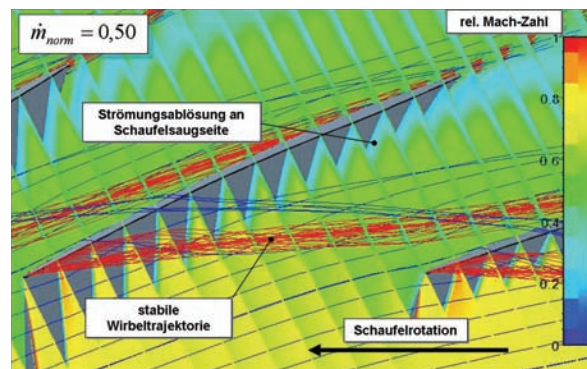 ṁnorm = 0,50
rel. Mach-Zahl
1
0.8
Strömungsablösung an
Schaufelsaugseite
0.6
0.4
0.2
stabile
Wirbeltrajektorie
Schaufelrotation
0